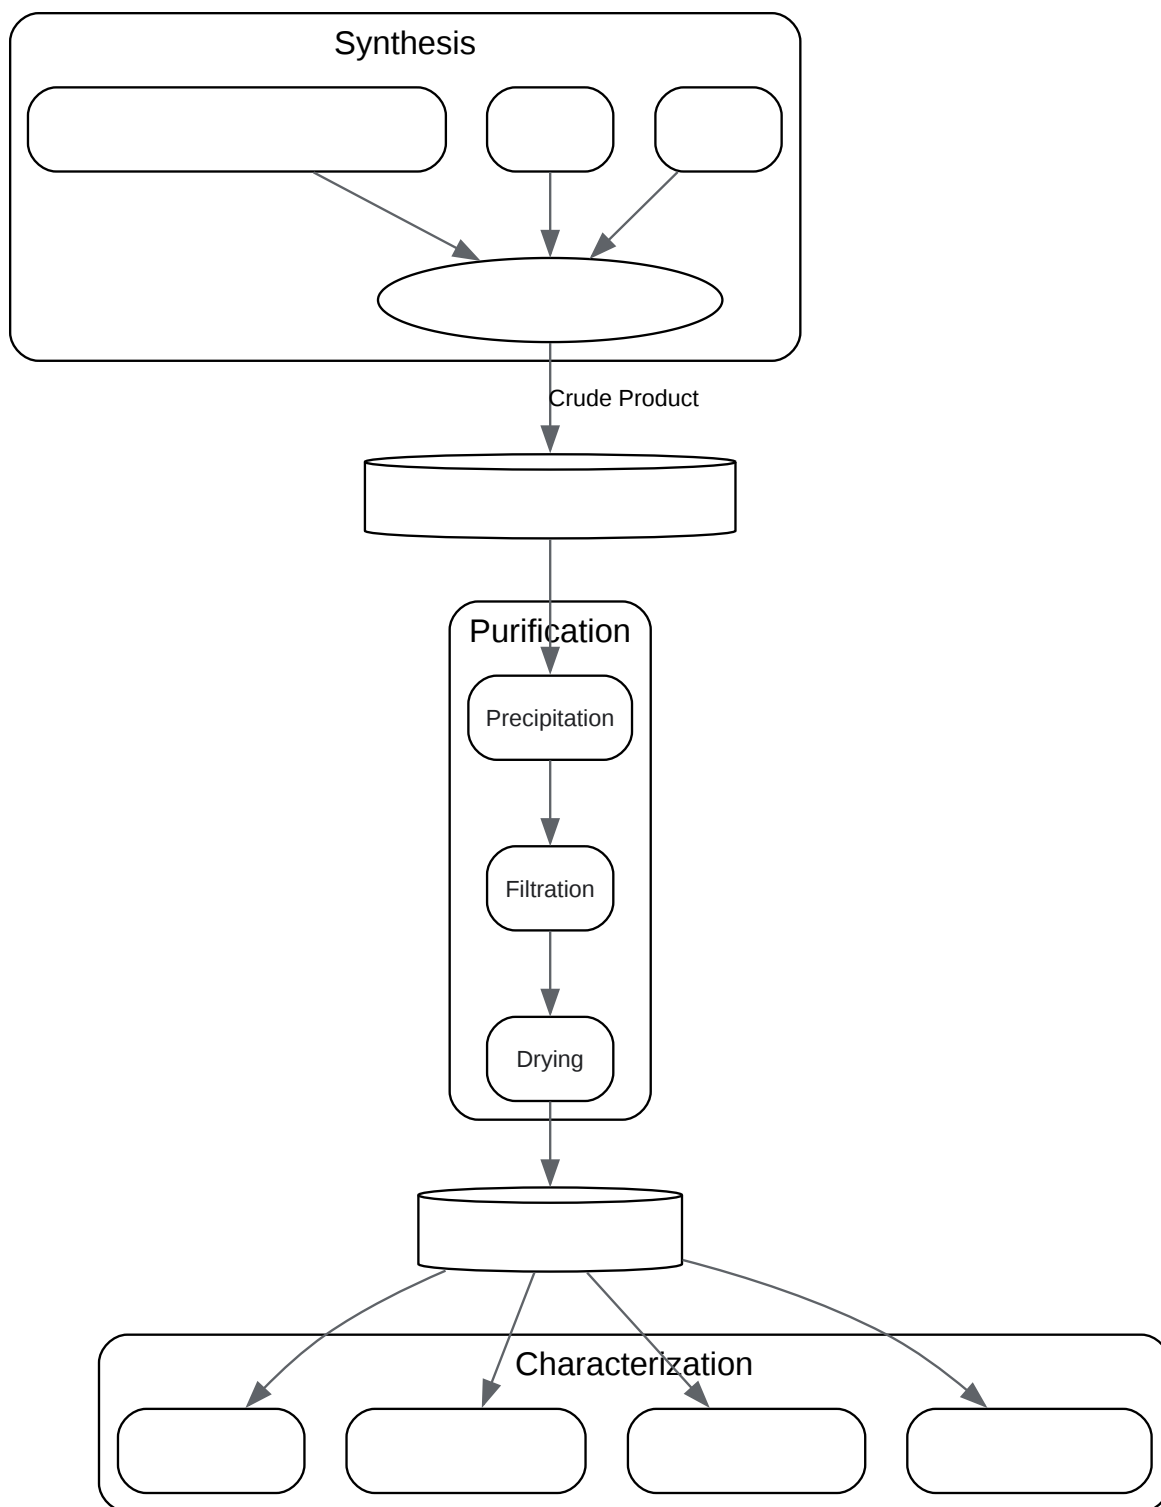 Synthesis
Crude Product
Purification
Precipitation
Filtration
Drying
Characterization